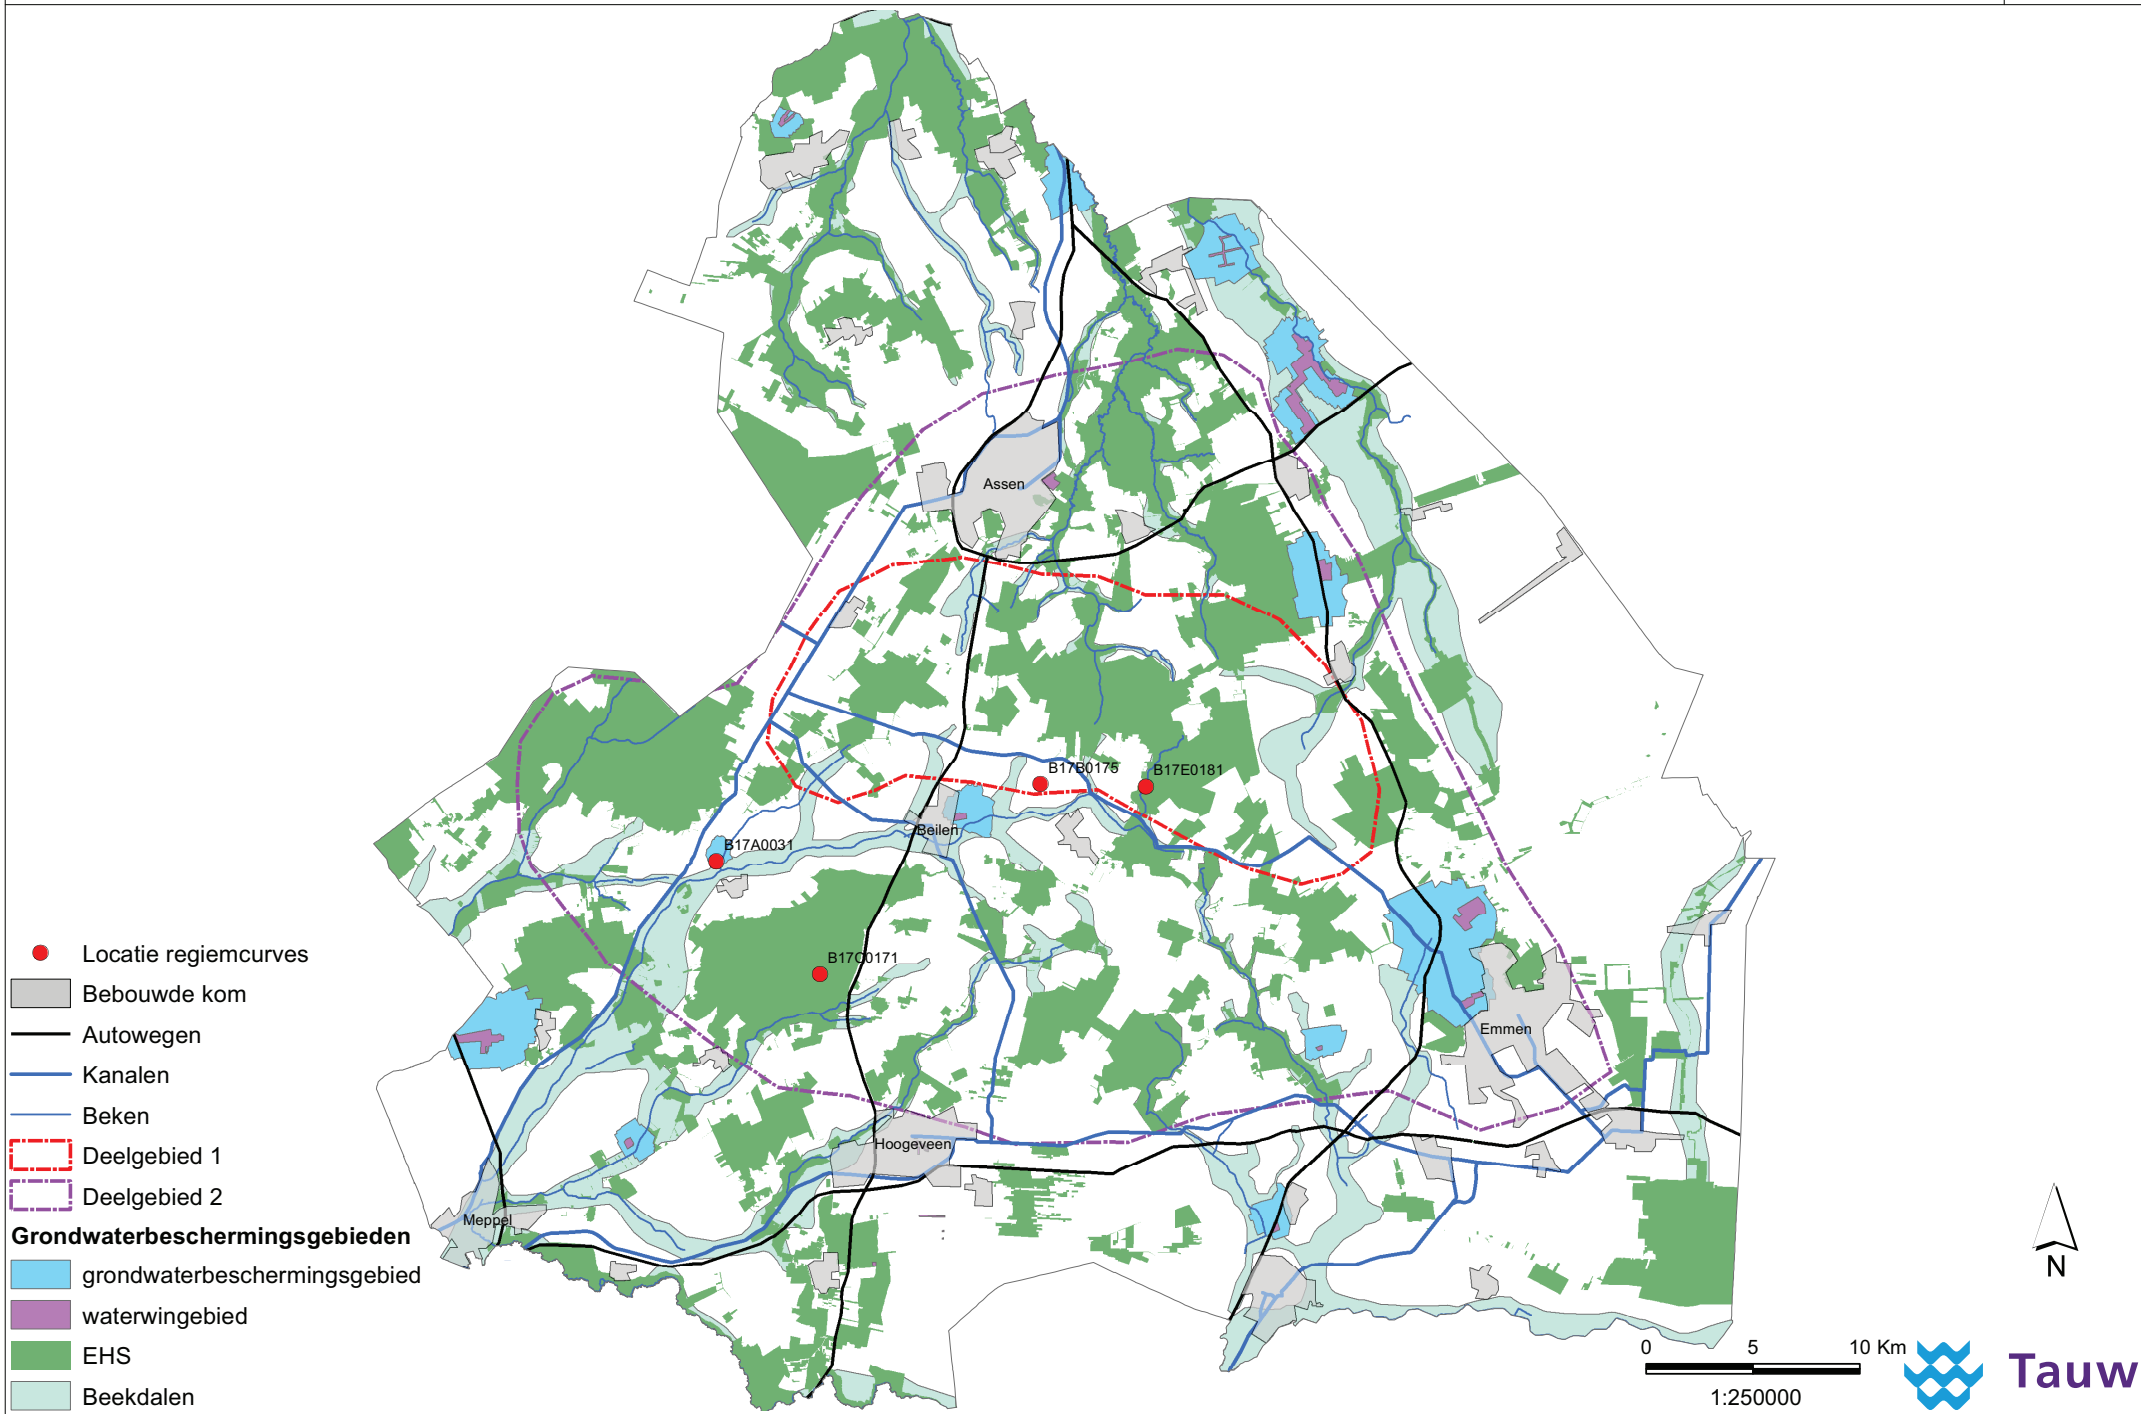 Assen
B17B0175
B17E0181
Beilen
B17A0031
B17C0171
Emmen
Hoogeveen
Meppel
Locatie regiemcurves
Bebouwde kom
Autowegen
Kanalen
Beken
Deelgebied 1
Deelgebied 2
Grondwaterbeschermingsgebieden
grondwaterbeschermingsgebied
waterwingebied
EHS
Beekdalen
N
0 5 10 Km
1:250000
Tauw